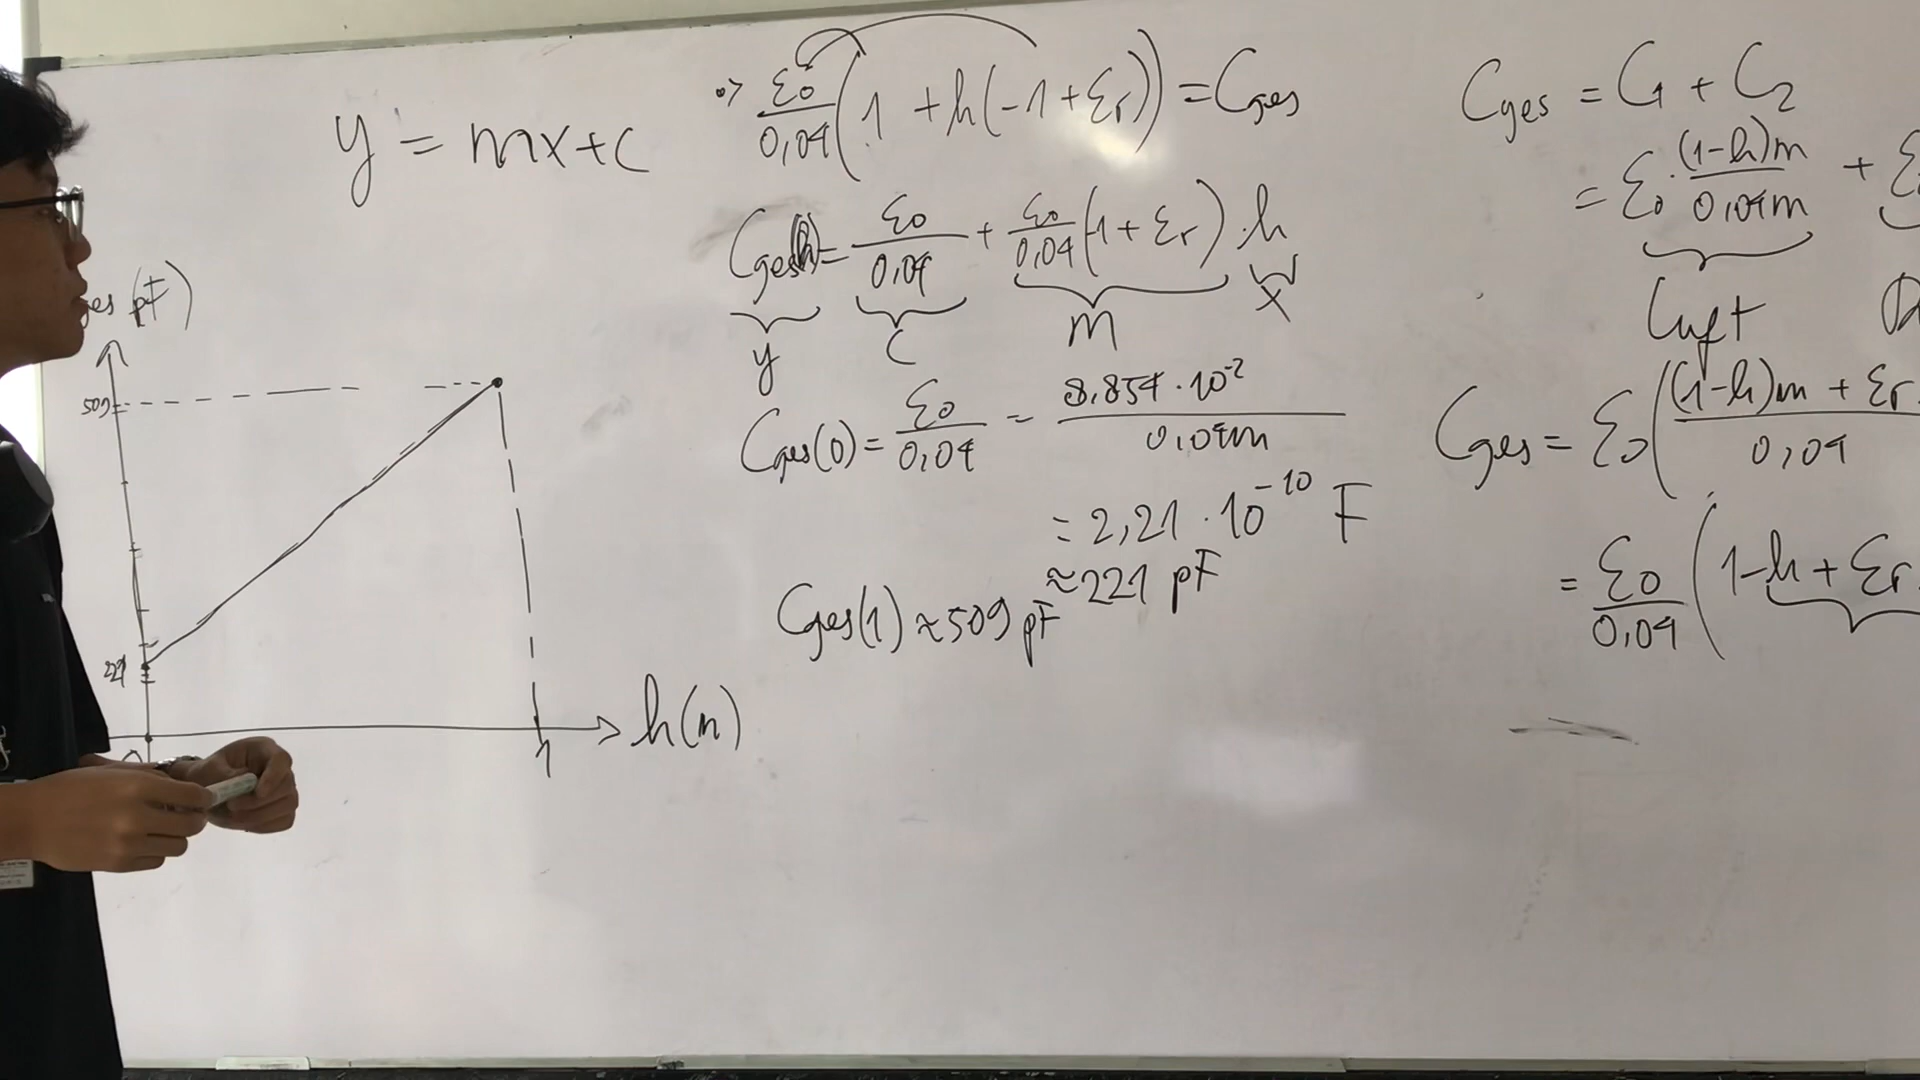 y = mx+c
=> ε0/0,04 (1 + h(-1+εr)) = Cges
Cges(h) = ε0/0,04 + ε0/0,04 (-1+εr) · h
y c m x
Cges(0) = ε0/0,04 = 8,854 · 10^-2 / 0,04m
= 2,21 · 10^-10 F
≈ 221 pF
Cges(1) ≈ 509 pF
Cges = C1 + C2
= ε0 · (1-h)m / 0,04m +
Luft
Cges = ε0 ((1-h)m + εr / 0,04
= ε0/0,04 (1-h + εr
ges (pF)
509
221
0 1
h(m)